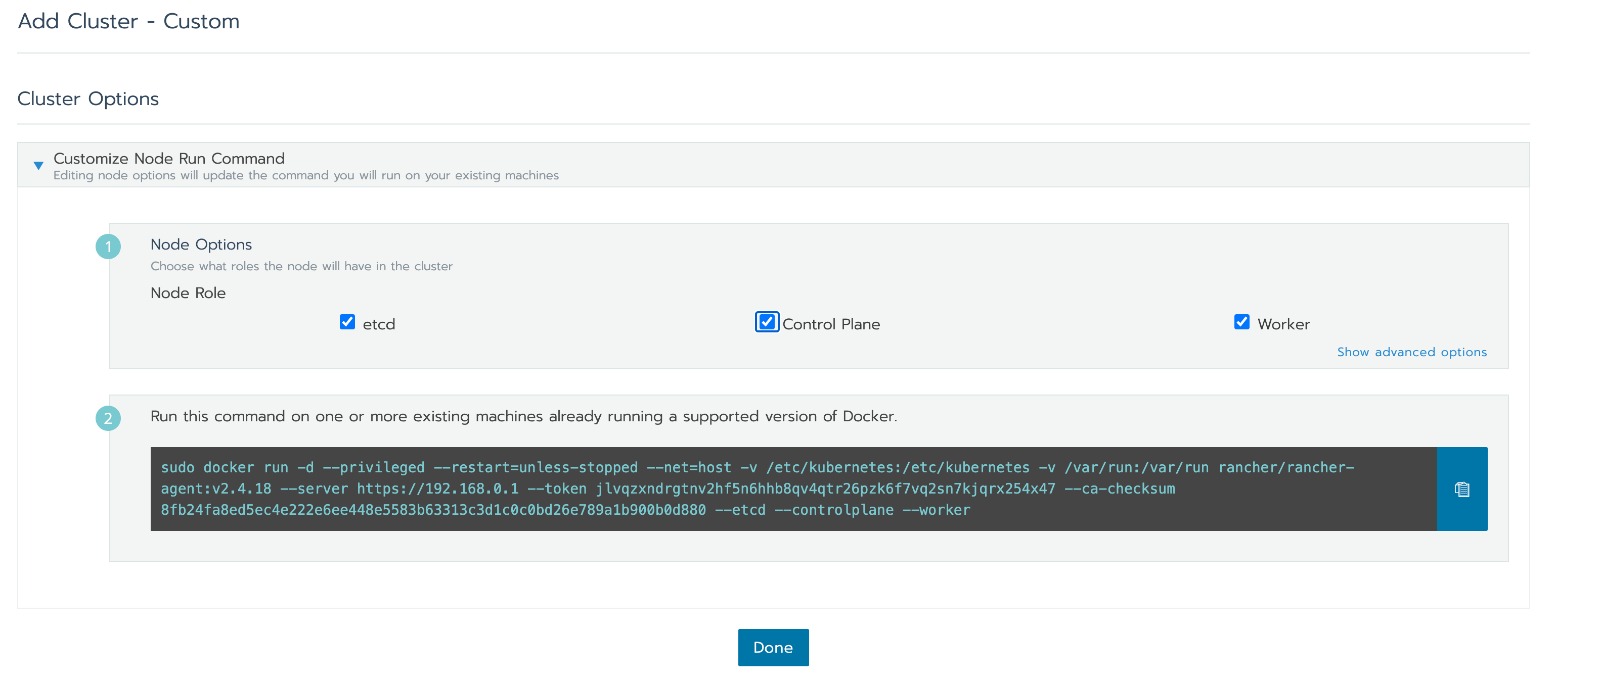 Add Cluster - Custom
Cluster Options
Customize Node Run Command
Editing node options will update the command you will run on your existing machines
1
Node Options
Choose what roles the node will have in the cluster
Node Role
etcd
Control Plane
Worker
Show advanced options
2
Run this command on one or more existing machines already running a supported version of Docker.
sudo docker run -d --privileged --restart=unless-stopped --net=host -v /etc/kubernetes:/etc/kubernetes -v /var/run:/var/run rancher/rancher-
agent:v2.4.18 --server https://192.168.0.1 --token jlvqzxndrgtnv2hf5n6hhb8qv4qtr26pzk6f7vq2sn7kjqrx254x47 --ca-checksum
8fb24fa8ed5ec4e222e6ee448e5583b63313c3d1c0c0bd26e789a1b900b0d880 --etcd --controlplane --worker
Done